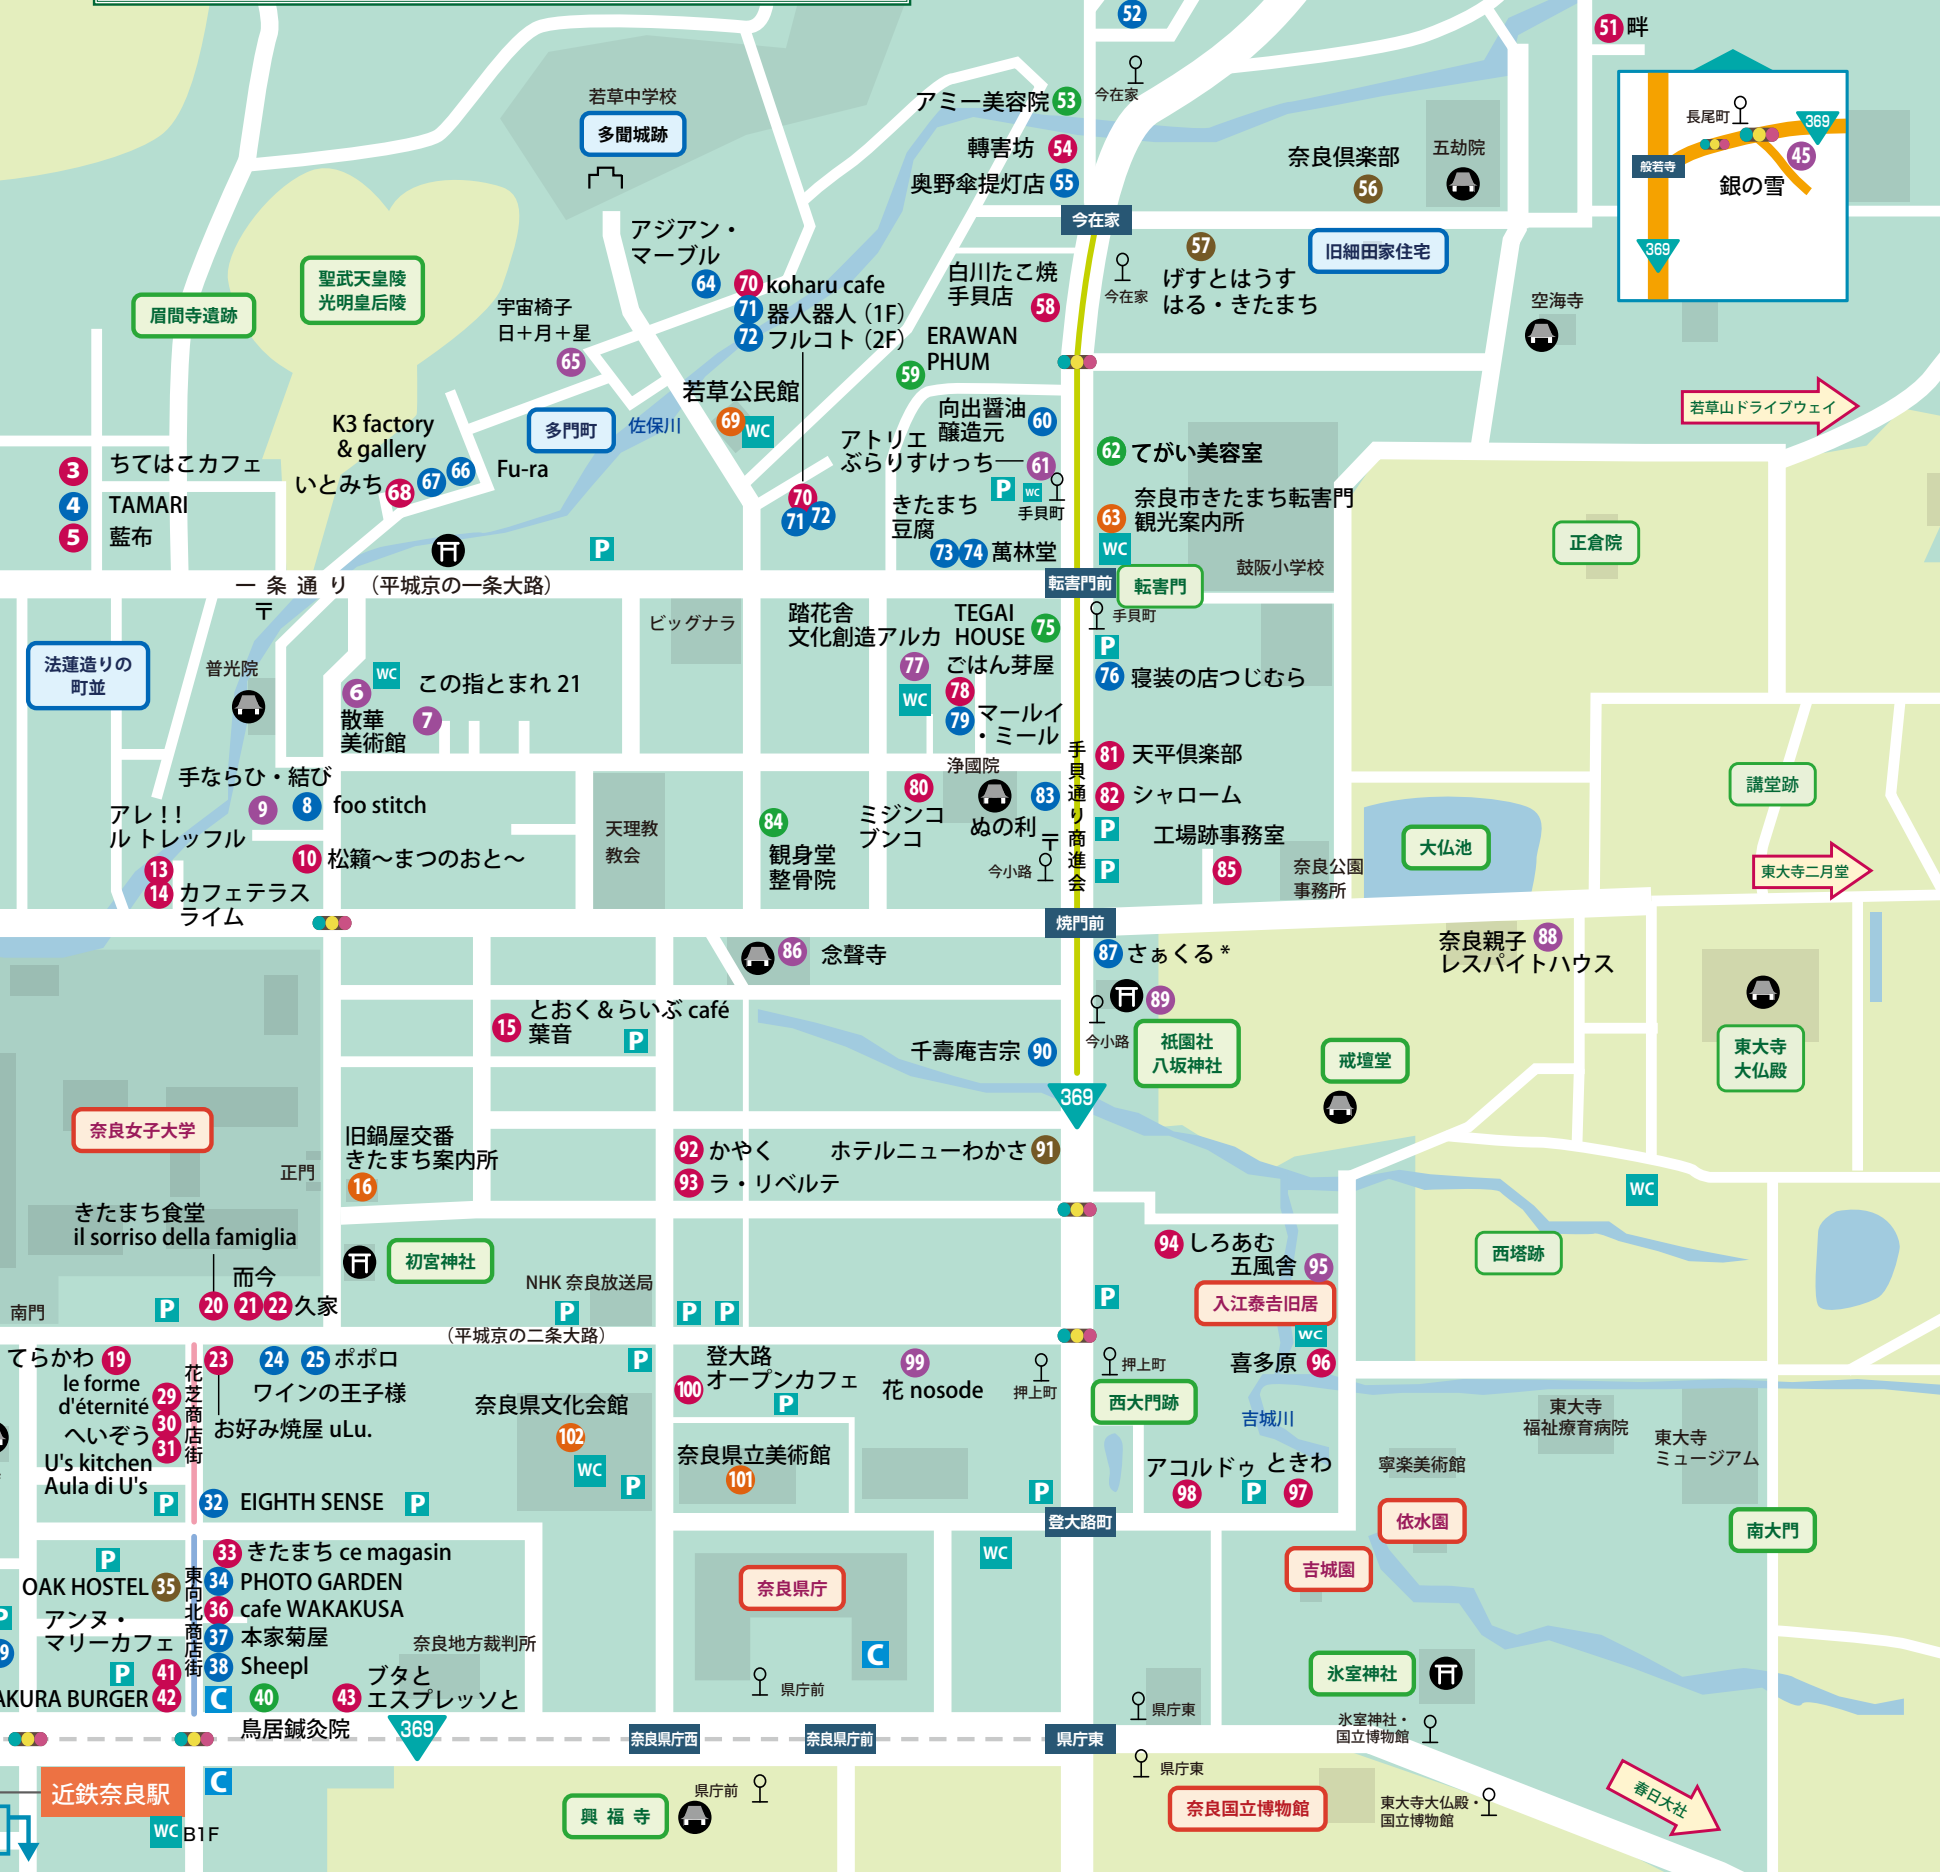 52
51 畔
今在家
アミー美容院 53
轉害坊 54
奥野傘提灯店 55
若草中学校
多聞城跡
奈良倶楽部
56
五劫院
長尾町
369
45
般若寺
銀の雪
369
今在家
57
げすとはうす
はる・きたまち
旧細田家住宅
今在家
空海寺
白川たこ焼
手貝店
58
アジアン・
マーブル
64
70 koharu cafe
71 器人器人（1F）
72 フルコト（2F）
ERAWAN
PHUM
59
聖武天皇陵
光明皇后陵
眉間寺遺跡
宇宙椅子
日＋月＋星
65
若草公民館
69
WC
佐保川
多門町
K3 factory
& gallery
67
66
Fu-ra
いとみち 68
3 ちてはこカフェ
4 TAMARI
5 藍布
向出醤油
醸造元
60
アトリエ
ぶらりすけっち
61
P
WC
手貝町
62 てがい美容室
奈良市きたまち転害門
観光案内所
63
WC
若草山ドライブウェイ
70
71
72
きたまち
豆腐
73
74 萬林堂
P
正倉院
鼓阪小学校
一条通り（平城京の一条大路）
転害門前
転害門
〒
手貝町
P
76 寝装の店つじむら
ビッグナラ
踏花舎
文化創造アルカ
77
WC
TEGAI
HOUSE
75
ごはん芽屋
78
79
マールイ
・ミール
法蓮造りの
町並
普光院
WC
6
散華
美術館
この指とまれ 21
7
手貝通り商進会
81 天平倶楽部
82 シャローム
P
P
工場跡事務室
85
奈良公園
事務所
大仏池
講堂跡
東大寺二月堂
浄國院
80
ミジンコ
ブンコ
83
ぬの利
〒
今小路
手ならひ・結び
9
8
foo stitch
アレ！！
ル トレッフル
13
10 松籟～まつのおと～
14 カフェテラス
ライム
天理教
教会
84
観身堂
整骨院
焼門前
87 さぁくる＊
86 念聲寺
奈良親子 88
レスパイトハウス
89
今小路
祇園社
八坂神社
戒壇堂
東大寺
大仏殿
15
とおく＆らいぶ café
葉音
P
千壽庵吉宗 90
369
奈良女子大学
正門
旧鍋屋交番
きたまち案内所
16
92 かやく
93 ラ・リベルテ
ホテルニューわかさ 91
WC
94 しろあむ
五風舎 95
入江泰吉旧居
WC
喜多原 96
西塔跡
きたまち食堂
il sorriso della famiglia
20
而今
21
22 久家
P
南門
初宮神社
NHK 奈良放送局
P
P
P
P
（平城京の二条大路）
てらかわ 19
le forme
d'éternité
29
へいぞう
30
31
U's kitchen
Aula di U's
P
花芝商店街
23
24
25 ポポロ
ワインの王子様
お好み焼屋 uLu.
32 EIGHTH SENSE
P
P
奈良県文化会館
102
WC
P
登大路
オープンカフェ
100
P
99
花 nosode
押上町
押上町
西大門跡
吉城川
奈良県立美術館
101
P
アコルドゥ
98
P
ときわ
97
登大路町
東大寺
福祉療育病院
東大寺
ミュージアム
寧楽美術館
依水園
吉城園
南大門
P
OAK HOSTEL 35
アンヌ・
マリーカフェ
41
P
P
42
東向北商店街
33 きたまち ce magasin
34 PHOTO GARDEN
36 cafe WAKAKUSA
37 本家菊屋
38 Sheepl
C
40
鳥居鍼灸院
43
ブタと
エスプレッソと
奈良地方裁判所
369
奈良県庁
WC
C
県庁前
奈良県庁西
奈良県庁前
県庁東
県庁東
氷室神社
氷室神社・
国立博物館
近鉄奈良駅
WC B1F
C
興福寺
県庁前
県庁東
奈良国立博物館
東大寺大仏殿・
国立博物館
春日大社